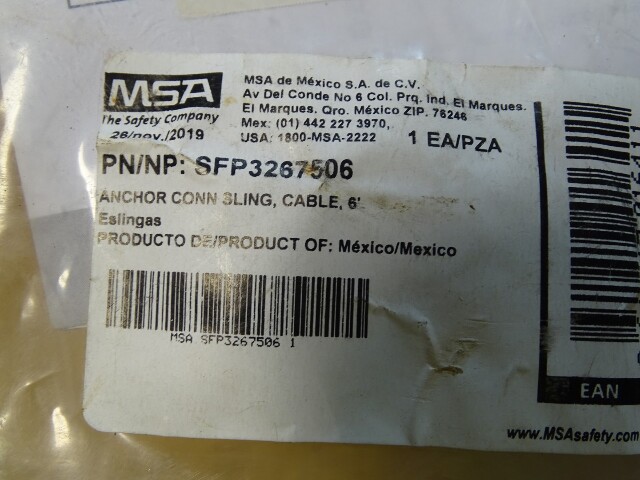 MSA
The Safety Company
26/nov./2019
MSA de México S.A. de C.V.
Av Del Conde No 6 Col. Prq. Ind. El Marques.
El Marques. Qro. México ZIP. 76246
Mex: (01) 442 227 3970,
USA: 1800-MSA-2222
1 EA/PZA
PN/NP: SFP3267506
ANCHOR CONN SLING, CABLE, 6'
Eslingas
PRODUCTO DE/PRODUCT OF: México/Mexico
MSA SFP3267506 1
EAN
www.MSAsafety.com